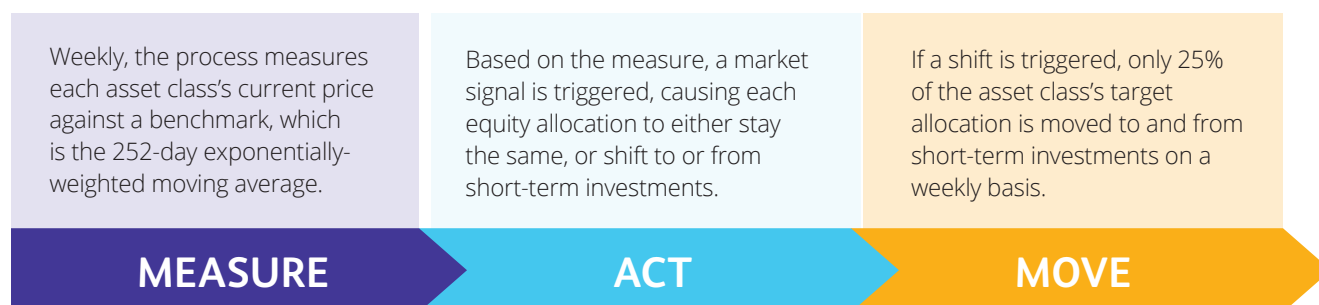 Weekly, the process measures
each asset class's current price
against a benchmark, which
is the 252-day exponentially-
weighted moving average.
MEASURE
Based on the measure, a market
signal is triggered, causing each
equity allocation to either stay
the same, or shift to or from
short-term investments.
ACT
If a shift is triggered, only 25%
of the asset class's target
allocation is moved to and from
short-term investments on a
weekly basis.
MOVE